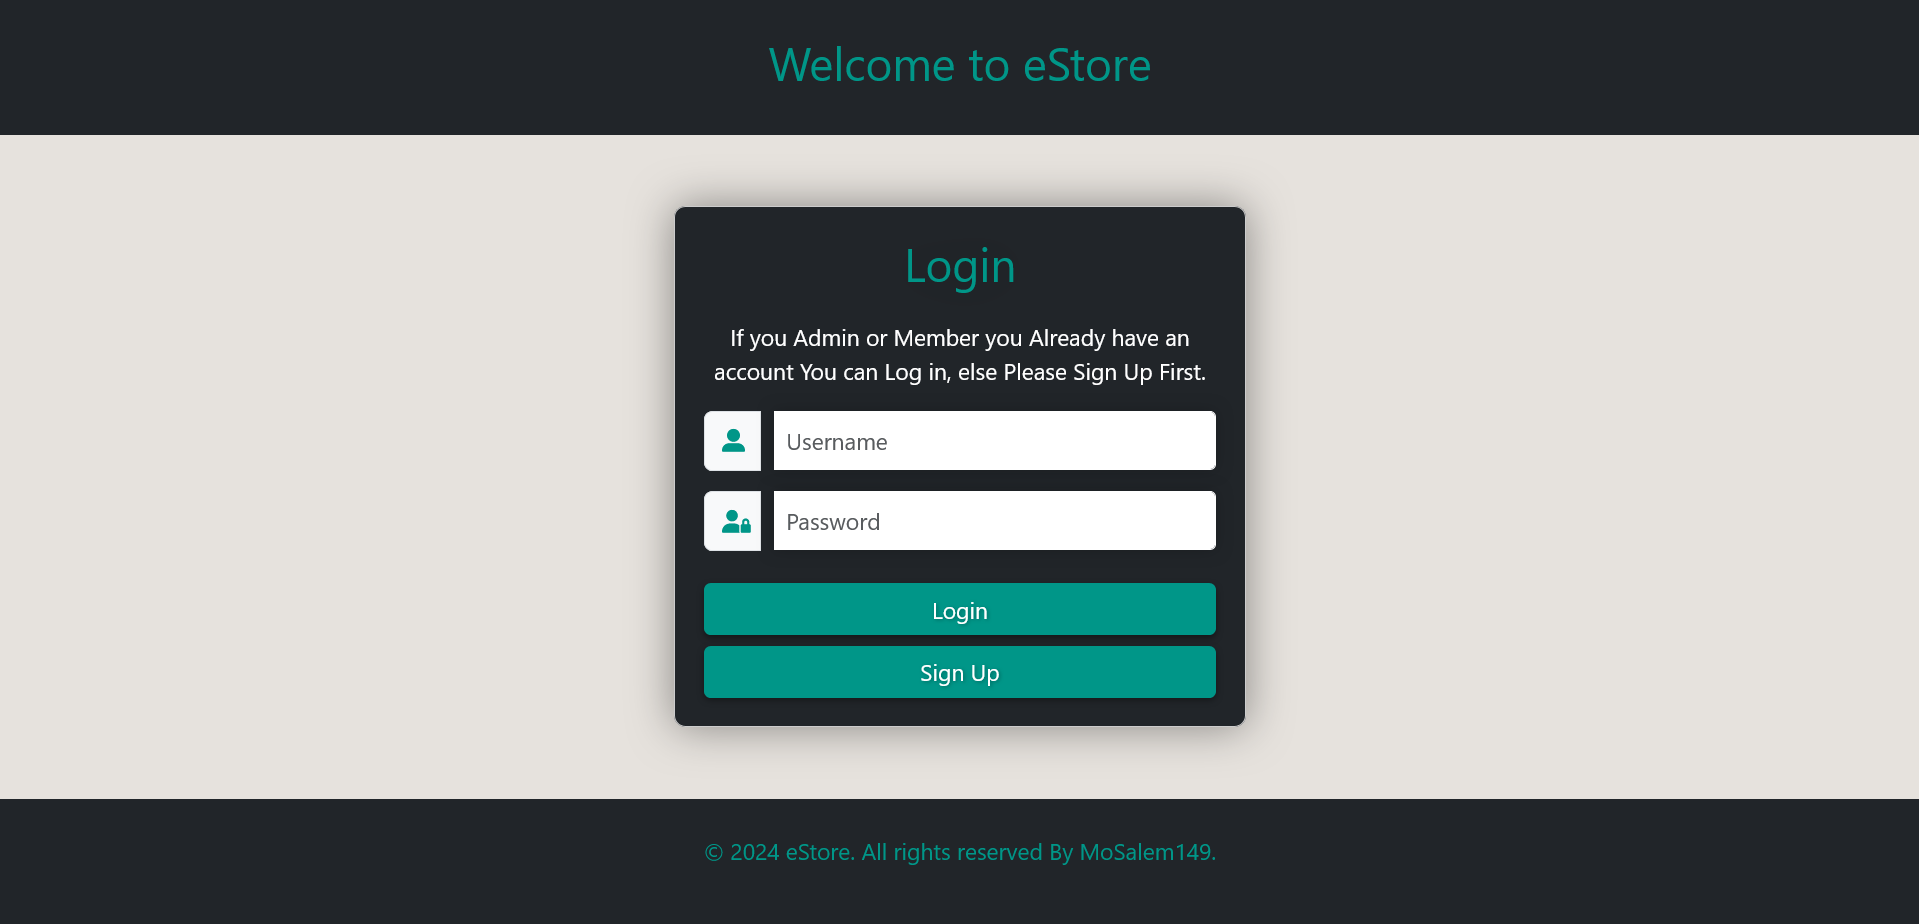 Welcome to eStore
Login
If you Admin or Member you Already have an
account You can Log in, else Please Sign Up First.
Username
Password
Login
Sign Up
© 2024 eStore. All rights reserved By MoSalem149.